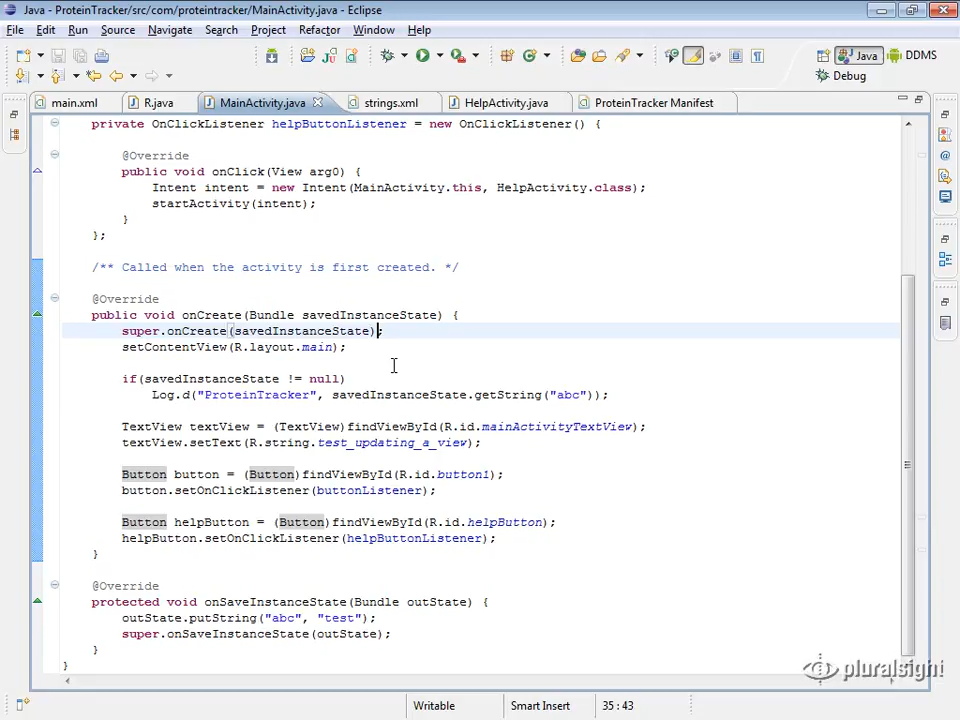 Java - ProteinTracker/src/com/proteintracker/MainActivity.java - Eclipse
File Edit Run Source Navigate Search Project Refactor Window Help
Java DDMS
Debug
main.xml R.java MainActivity.java strings.xml HelpActivity.java ProteinTracker Manifest
private OnClickListener helpButtonListener = new OnClickListener() {
@Override
public void onClick(View arg0) {
Intent intent = new Intent(MainActivity.this, HelpActivity.class);
startActivity(intent);
}
};
/** Called when the activity is first created. */
@Override
public void onCreate(Bundle savedInstanceState) {
super.onCreate(savedInstanceState);
setContentView(R.layout.main);
if(savedInstanceState != null)
Log.d("ProteinTracker", savedInstanceState.getString("abc"));
TextView textView = (TextView)findViewById(R.id.mainActivityTextView);
textView.setText(R.string.test_updating_a_view);
Button button = (Button)findViewById(R.id.button1);
button.setOnClickListener(buttonListener);
Button helpButton = (Button)findViewById(R.id.helpButton);
helpButton.setOnClickListener(helpButtonListener);
}
@Override
protected void onSaveInstanceState(Bundle outState) {
outState.putString("abc", "test");
super.onSaveInstanceState(outState);
}
}
pluralsight
Writable Smart Insert 35 : 43